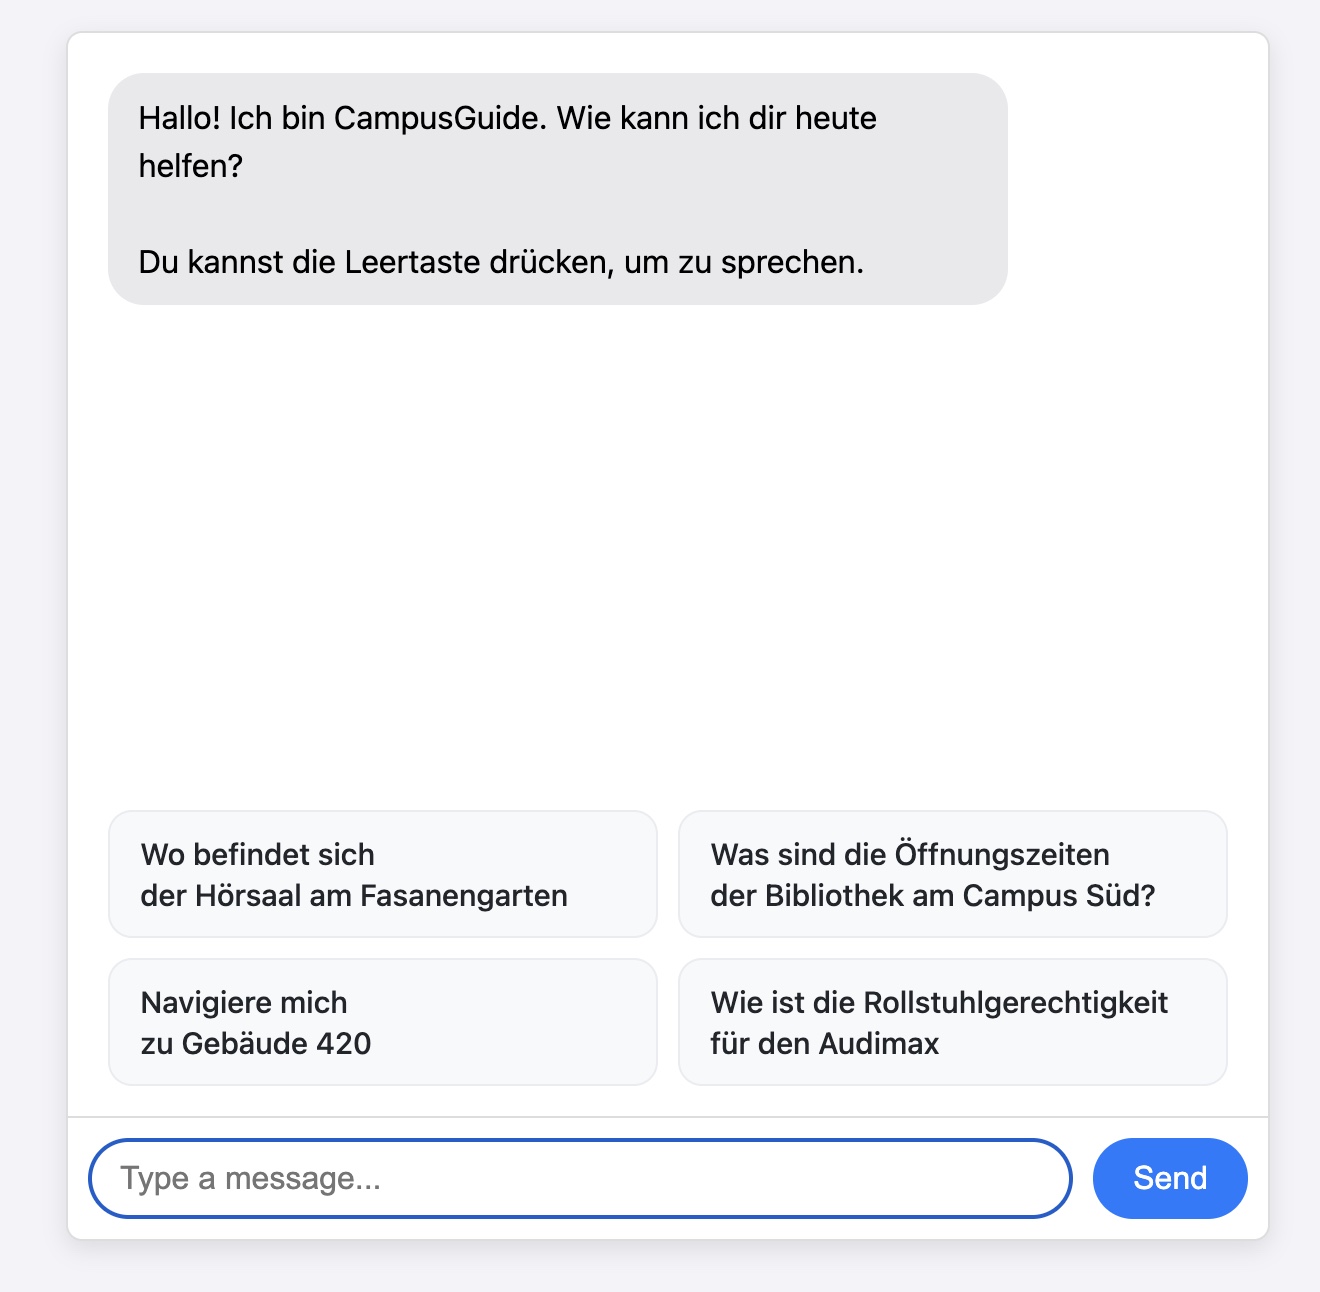 Hallo! Ich bin CampusGuide. Wie kann ich dir heute
helfen?
Du kannst die Leertaste drücken, um zu sprechen.
Wo befindet sich
der Hörsaal am Fasanengarten
Was sind die Öffnungszeiten
der Bibliothek am Campus Süd?
Navigiere mich
zu Gebäude 420
Wie ist die Rollstuhlgerechtigkeit
für den Audimax
Type a message...
Send